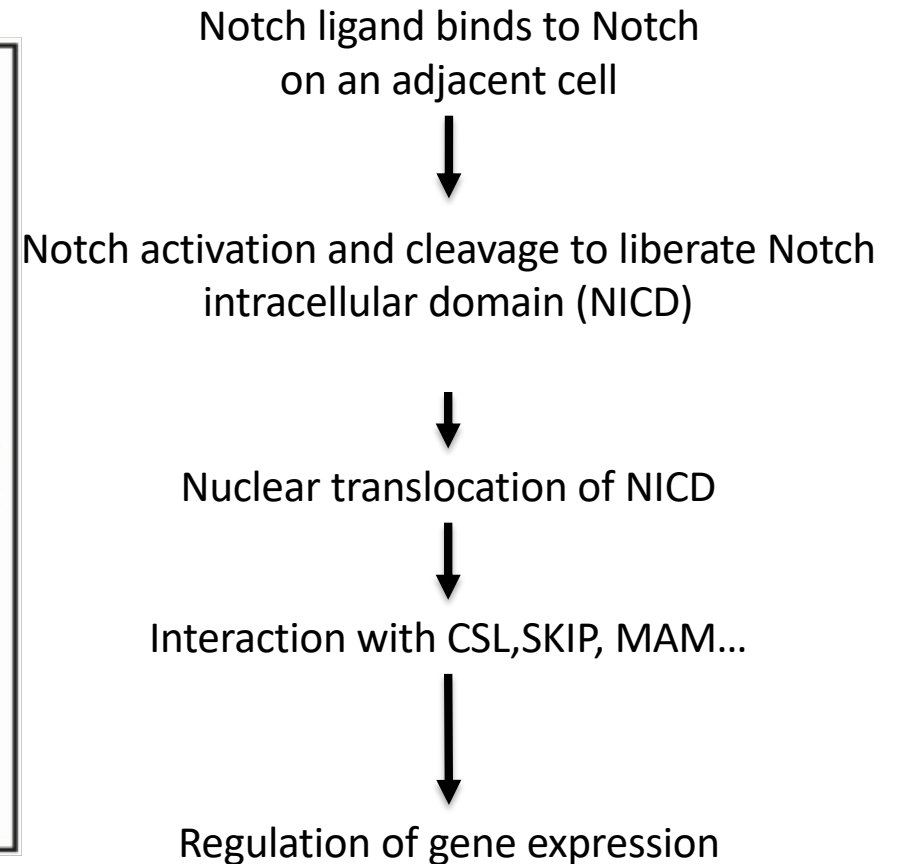 Notch ligand binds to Notch
on an adjacent cell
Notch activation and cleavage to liberate Notch
intracellular domain (NICD)
Nuclear translocation of NICD
Interaction with CSL,SKIP, MAM...
Regulation of gene expression